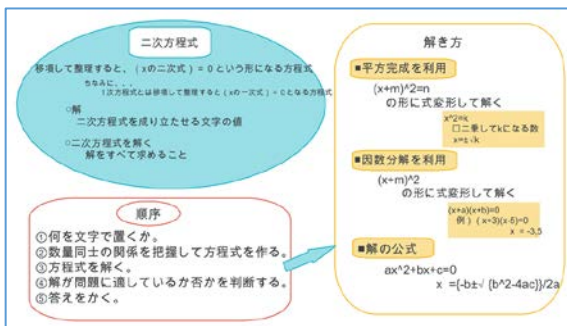 二次方程式
移項して整理すると、(xの二次式)=0という形になる方程式
ちなみに、、、
1次方程式とは移項して整理すると(xの一次式)=0となる方程式
○解
二次方程式を成り立たせる文字の値
○二次方程式を解く
解をすべて求めること
順序
①何を文字で置くか。
②数量同士の関係を把握して方程式を作る。
③方程式を解く。
④解が問題に適しているか否かを判断する。
⑤答えをかく。
解き方
■平方完成を利用
(x+m)^2=n
の形に式変形して解く
x^2=k
□二乗してkになる数
x=±√k
■因数分解を利用
(x+m)^2
の形に式変形して解く
(x+a)(x+b)=0
例)(x+3)(x-5)=0
x = -3,5
■解の公式
ax^2+bx+c=0
x ={-b±√ (b^2-4ac)}/2a